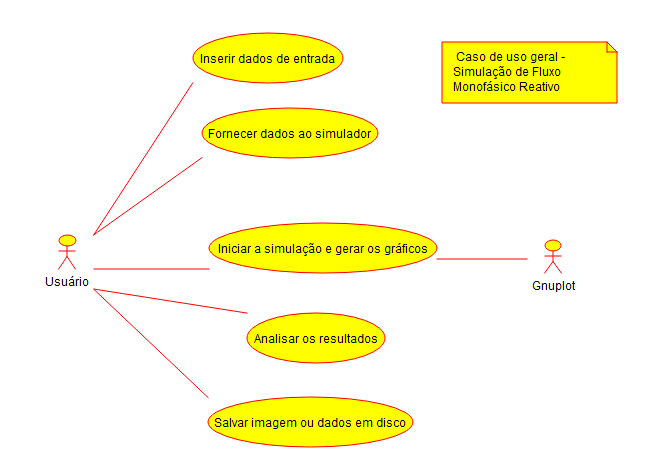 Inserir dados de entrada
Caso de uso geral -
Simulação de Fluxo
Monofásico Reativo
Fornecer dados ao simulador
Iniciar a simulação e gerar os gráficos
Usuário
Gnuplot
Analisar os resultados
Salvar imagem ou dados em disco